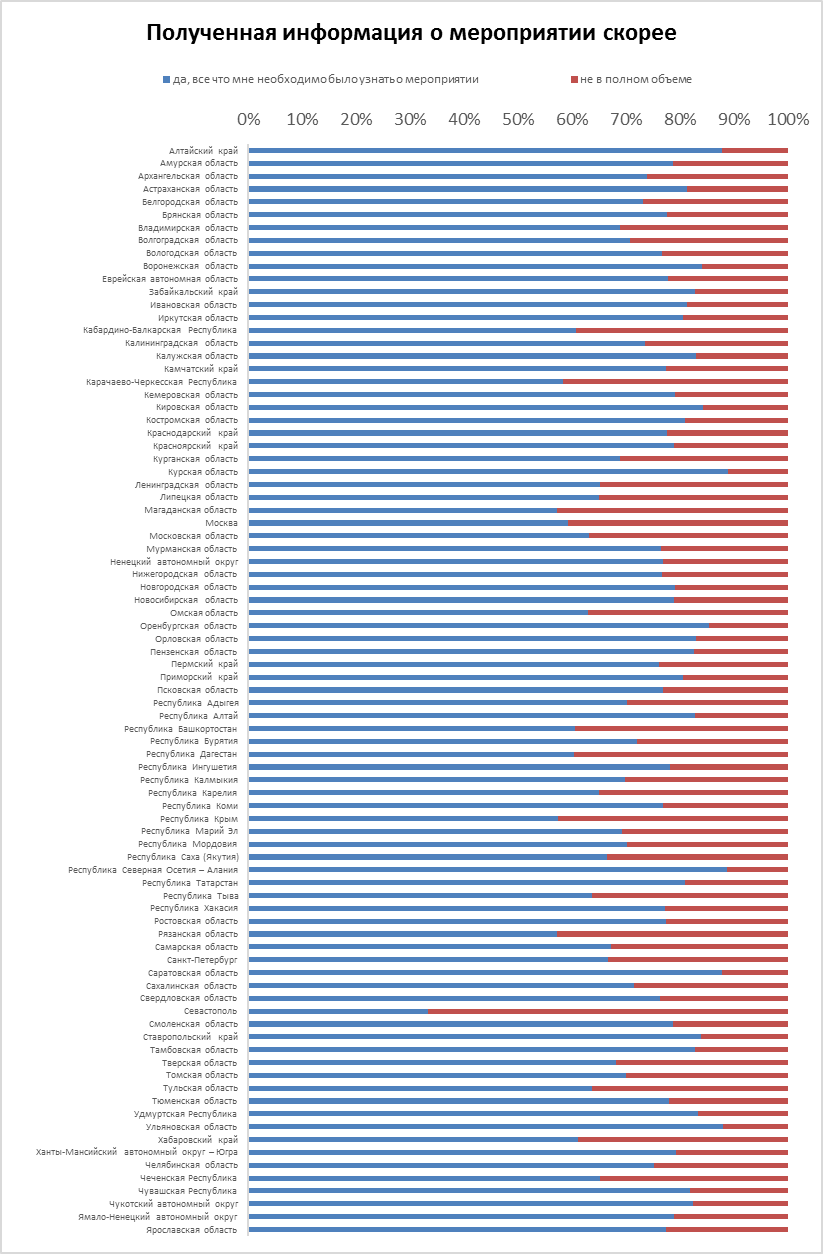 Полученная информация о мероприятии скорее
да, все что мне необходимо было узнать о мероприятии не в полном объеме
0% 10% 20% 30% 40% 50% 60% 70% 80% 90% 100%
Алтайский край
Амурская область
Архангельская область
Астраханская область
Белгородская область
Брянская область
Владимирская область
Волгоградская область
Вологодская область
Воронежская область
Еврейская автономная область
Забайкальский край
Ивановская область
Иркутская область
Кабардино-Балкарская Республика
Калининградская область
Калужская область
Камчатский край
Карачаево-Черкесская Республика
Кемеровская область
Кировская область
Костромская область
Краснодарский край
Красноярский край
Курганская область
Курская область
Ленинградская область
Липецкая область
Магаданская область
Москва
Московская область
Мурманская область
Ненецкий автономный округ
Нижегородская область
Новгородская область
Новосибирская область
Омская область
Оренбургская область
Орловская область
Пензенская область
Пермский край
Приморский край
Псковская область
Республика Адыгея
Республика Алтай
Республика Башкортостан
Республика Бурятия
Республика Дагестан
Республика Ингушетия
Республика Калмыкия
Республика Карелия
Республика Коми
Республика Крым
Республика Марий Эл
Республика Мордовия
Республика Саха (Якутия)
Республика Северная Осетия – Алания
Республика Татарстан
Республика Тыва
Республика Хакасия
Ростовская область
Рязанская область
Самарская область
Санкт-Петербург
Саратовская область
Сахалинская область
Свердловская область
Севастополь
Смоленская область
Ставропольский край
Тамбовская область
Тверская область
Томская область
Тульская область
Тюменская область
Удмуртская Республика
Ульяновская область
Хабаровский край
Ханты-Мансийский автономный округ – Югра
Челябинская область
Чеченская Республика
Чувашская Республика
Чукотский автономный округ
Ямало-Ненецкий автономный округ
Ярославская область